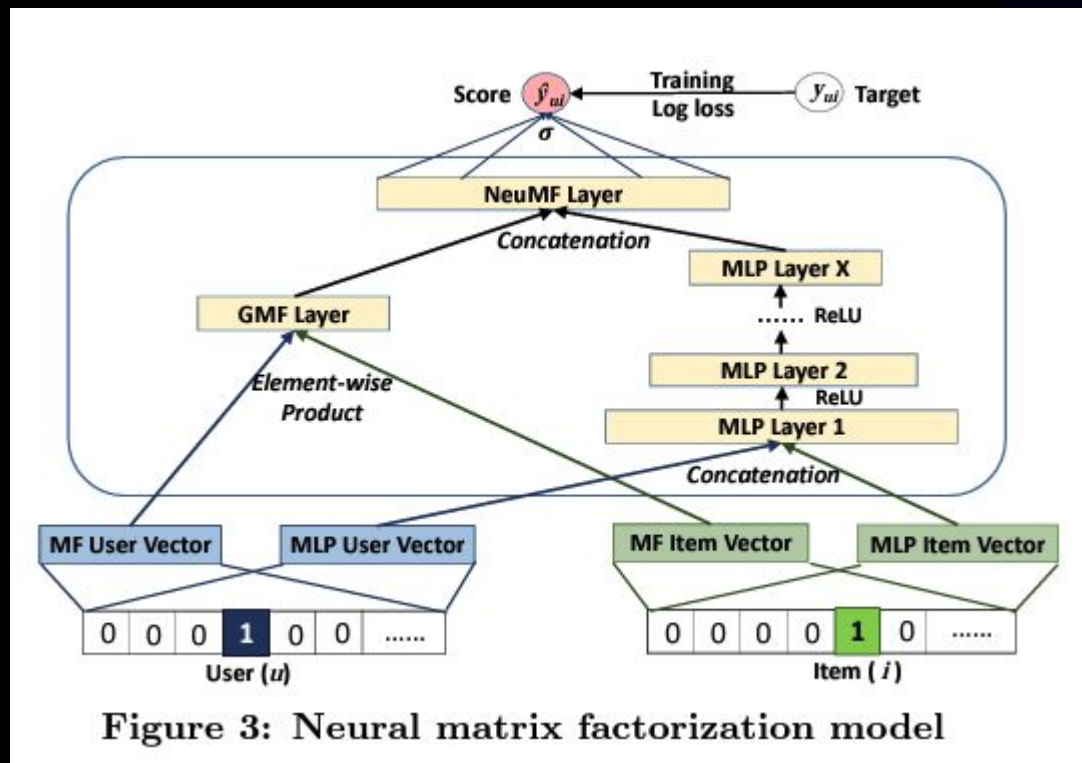 Score ŷui Training yui Target
Log loss
σ
NeuMF Layer
Concatenation
MLP Layer X
GMF Layer
...... ReLU
Element-wise
Product
MLP Layer 2
ReLU
MLP Layer 1
Concatenation
MF User Vector MLP User Vector MF Item Vector MLP Item Vector
0 0 0 1 0 0 ...... 0 0 0 0 1 0 ......
User (u) Item ( i )
Figure 3: Neural matrix factorization model